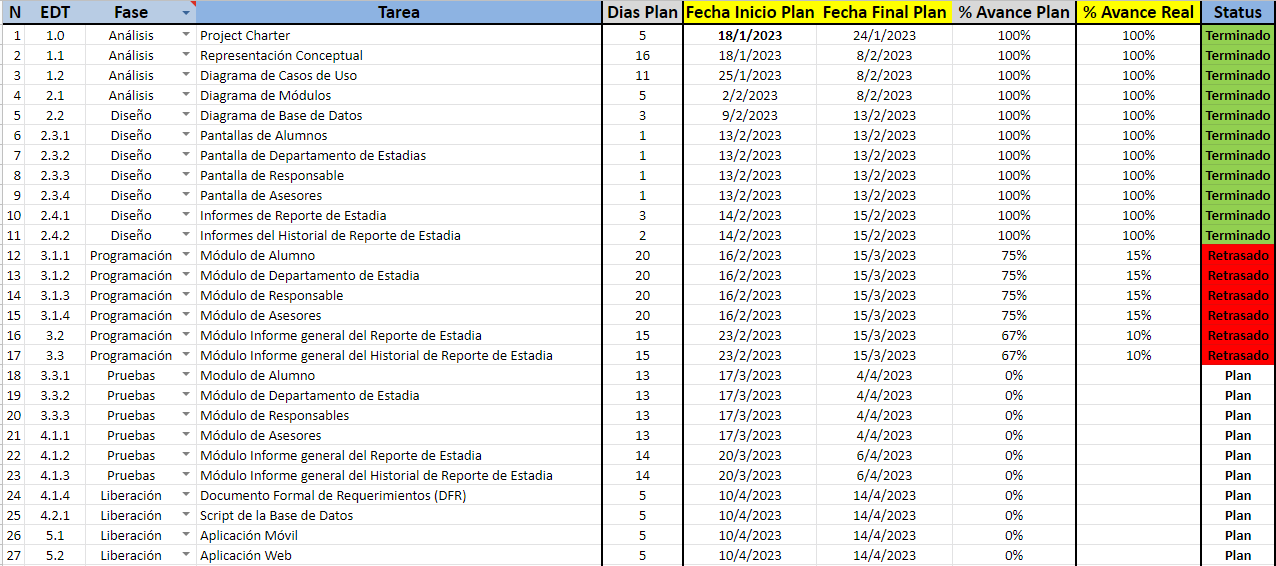 N EDT Fase Tarea Dias Plan Fecha Inicio Plan Fecha Final Plan % Avance Plan % Avance Real Status
1 1.0 Análisis Project Charter 5 18/1/2023 24/1/2023 100% 100% Terminado
2 1.1 Análisis Representación Conceptual 16 18/1/2023 8/2/2023 100% 100% Terminado
3 1.2 Análisis Diagrama de Casos de Uso 11 25/1/2023 8/2/2023 100% 100% Terminado
4 2.1 Análisis Diagrama de Módulos 5 2/2/2023 8/2/2023 100% 100% Terminado
5 2.2 Diseño Diagrama de Base de Datos 3 9/2/2023 13/2/2023 100% 100% Terminado
6 2.3.1 Diseño Pantallas de Alumnos 1 13/2/2023 13/2/2023 100% 100% Terminado
7 2.3.2 Diseño Pantalla de Departamento de Estadias 1 13/2/2023 13/2/2023 100% 100% Terminado
8 2.3.3 Diseño Pantalla de Responsable 1 13/2/2023 13/2/2023 100% 100% Terminado
9 2.3.4 Diseño Pantalla de Asesores 1 13/2/2023 13/2/2023 100% 100% Terminado
10 2.4.1 Diseño Informes de Reporte de Estadia 3 14/2/2023 15/2/2023 100% 100% Terminado
11 2.4.2 Diseño Informes del Historial de Reporte de Estadia 2 14/2/2023 15/2/2023 100% 100% Terminado
12 3.1.1 Programación Módulo de Alumno 20 16/2/2023 15/3/2023 75% 15% Retrasado
13 3.1.2 Programación Módulo de Departamento de Estadia 20 16/2/2023 15/3/2023 75% 15% Retrasado
14 3.1.3 Programación Módulo de Responsable 20 16/2/2023 15/3/2023 75% 15% Retrasado
15 3.1.4 Programación Módulo de Asesores 20 16/2/2023 15/3/2023 75% 15% Retrasado
16 3.2 Programación Módulo Informe general del Reporte de Estadia 15 23/2/2023 15/3/2023 67% 10% Retrasado
17 3.3 Programación Módulo Informe general del Historial de Reporte de Estadia 15 23/2/2023 15/3/2023 67% 10% Retrasado
18 3.3.1 Pruebas Modulo de Alumno 13 17/3/2023 4/4/2023 0% Plan
19 3.3.2 Pruebas Módulo de Departamento de Estadia 13 17/3/2023 4/4/2023 0% Plan
20 3.3.3 Pruebas Módulo de Responsables 13 17/3/2023 4/4/2023 0% Plan
21 4.1.1 Pruebas Módulo de Asesores 13 17/3/2023 4/4/2023 0% Plan
22 4.1.2 Pruebas Módulo Informe general del Reporte de Estadia 14 20/3/2023 6/4/2023 0% Plan
23 4.1.3 Pruebas Módulo Informe general del Historial de Reporte de Estadia 14 20/3/2023 6/4/2023 0% Plan
24 4.1.4 Liberación Documento Formal de Requerimientos (DFR) 5 10/4/2023 14/4/2023 0% Plan
25 4.2.1 Liberación Script de la Base de Datos 5 10/4/2023 14/4/2023 0% Plan
26 5.1 Liberación Aplicación Móvil 5 10/4/2023 14/4/2023 0% Plan
27 5.2 Liberación Aplicación Web 5 10/4/2023 14/4/2023 0% Plan